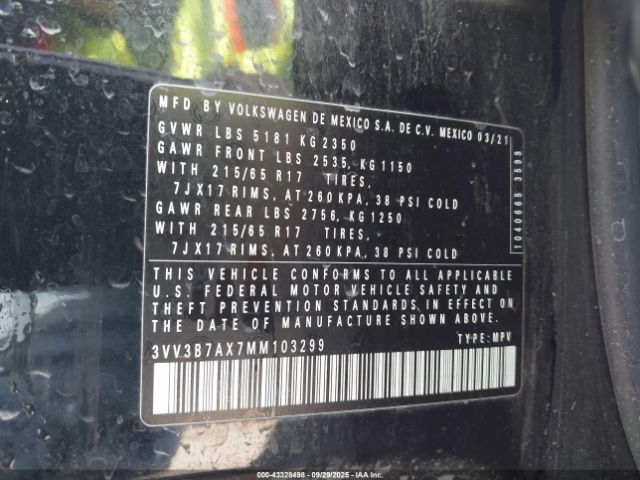 MFD BY VOLKSWAGEN DE MEXICO S.A. DE C.V. MEXICO 03/21
GVWR LBS 5181 KG 2350
GAWR FRONT LBS 2535, KG 1150
WITH 215/65 R17 TIRES,
7JX17 RIMS, AT 260 KPA, 38 PSI COLD
GAWR REAR LBS 2756, KG 1250
WITH 215/65 R17 TIRES,
7JX17 RIMS, AT 260 KPA, 38 PSI COLD
1040665 3599
THIS VEHICLE CONFORMS TO ALL APPLICABLE
U.S. FEDERAL MOTOR VEHICLE SAFETY AND
THEFT PREVENTION STANDARDS IN EFFECT ON
THE DATE OF MANUFACTURE SHOWN ABOVE.
3VV3B7AX7MM103299 TYPE: MPV
000-43328498 - 09/29/2025 - IAA Inc.